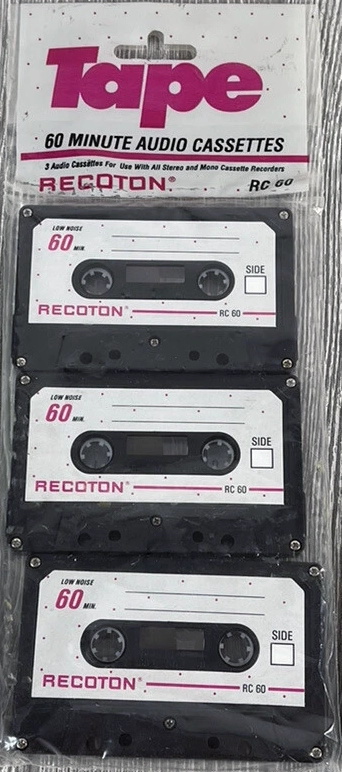 Tape
60 MINUTE AUDIO CASSETTES
3 Audio Cassettes For Use With All Stereo and Mono Cassette Recorders
RECOTON® RC 60
LOW NOISE
60 MIN.
SIDE
RECOTON® RC 60
LOW NOISE
60 MIN.
SIDE
RECOTON® RC 60
LOW NOISE
60 MIN.
SIDE
RECOTON® RC 60